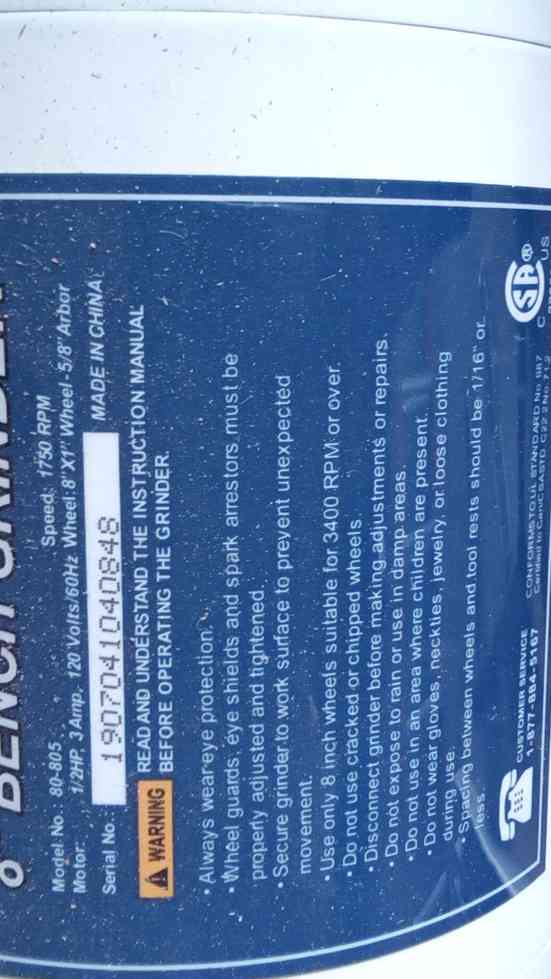 8" BENCH GRINDER
Model No. 80-805 Speed: 1750 RPM
Motor: 1/2HP, 3 Amp, 120 Volts/60Hz Wheel: 8" X1" Wheel - 5/8" Arbor
Serial No.: 1907041040848 MADE IN CHINA
WARNING READ AND UNDERSTAND THE INSTRUCTION MANUAL
BEFORE OPERATING THE GRINDER.
• Always wear eye protection.
• Wheel guards, eye shields and spark arrestors must be
properly adjusted and tightened.
• Secure grinder to work surface to prevent unexpected
movement.
• Use only 8 inch wheels suitable for 3400 RPM or over.
• Do not use cracked or chipped wheels
• Disconnect grinder before making adjustments or repairs.
• Do not expose to rain or use in damp areas.
• Do not use in an area where children are present.
• Do not wear gloves, neckties, jewelry, or loose clothing
during use.
• Spacing between wheels and tool rests should be 1/16" or
less.
CUSTOMER SERVICE
1-877-884-5167
CONFORMS TO UL STANDARD No. 987
Certified to Can/CSA STD. C22.2 No.
SA®
C US